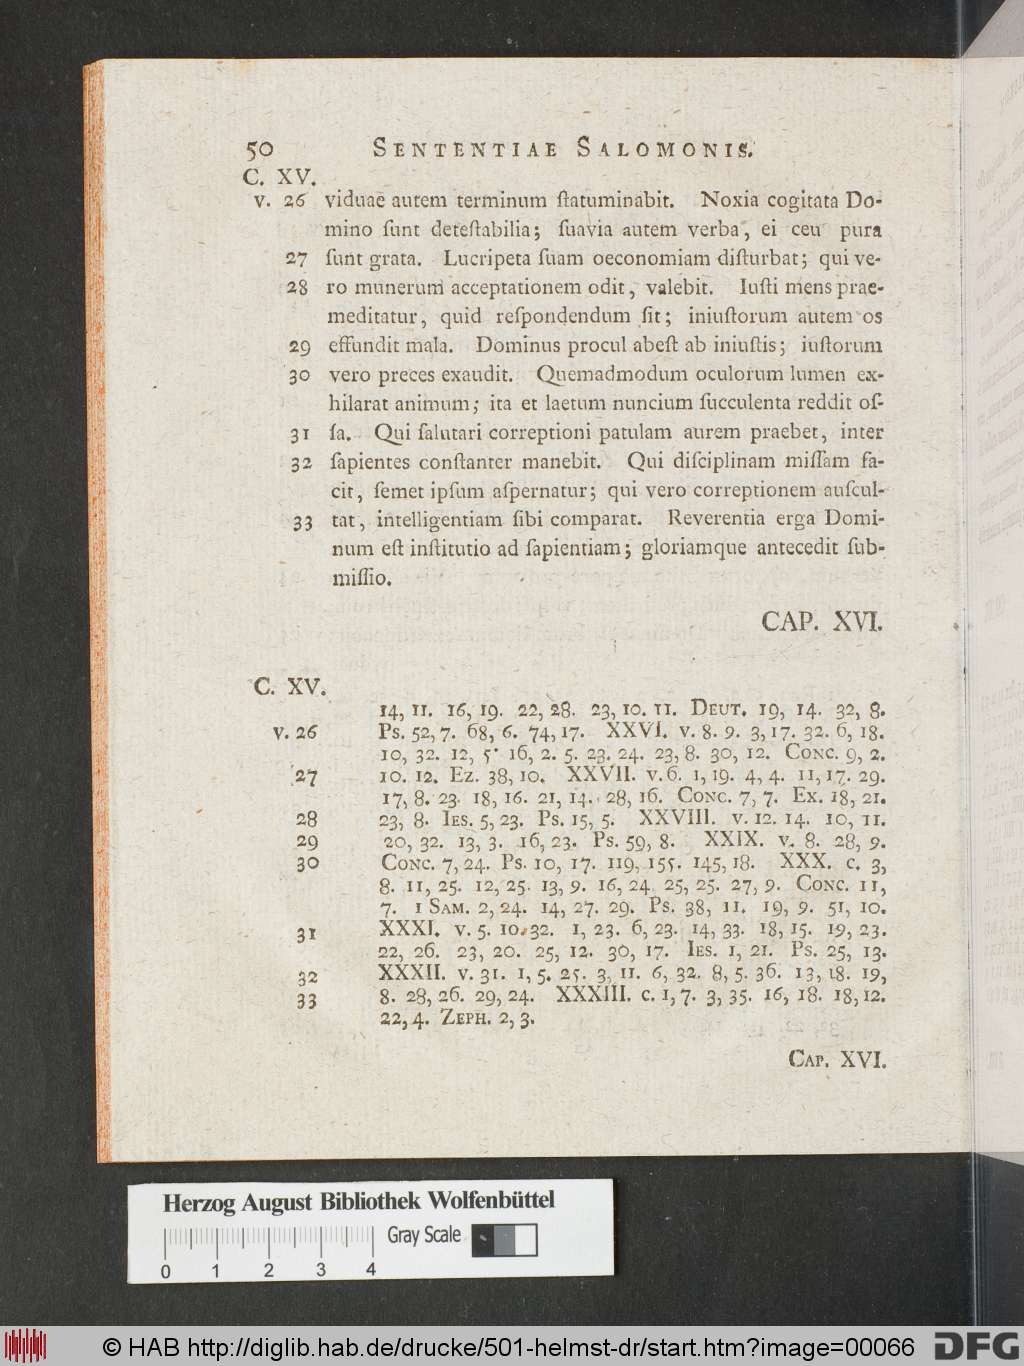 50 SENTENTIAE SALOMONIS.
C. XV.
v. 26 viduae autem terminum ſtatuminabit. Noxia cogitata Do-
mino ſunt deteſtabilia; ſuavia autem verba, ei ceu pura
27 ſunt grata. Lucripeta ſuam oeconomiam diſturbat; qui ve-
28 ro munerum acceptationem odit, valebit. Iuſti mens prae-
meditatur, quid reſpondendum ſit; iniuſtorum autem os
29 effundit mala. Dominus procul abeſt ab iniuſtis; iuſtorum
30 vero preces exaudit. Quemadmodum oculorum lumen ex-
hilarat animum; ita et laetum nuncium ſucculenta reddit oſ-
31 ſa. Qui ſalutari correptioni patulam aurem praebet, inter
32 ſapientes conſtanter manebit. Qui diſciplinam miſſam fa-
cit, ſemet ipſum aſpernatur; qui vero correptionem auſcul-
33 tat, intelligentiam ſibi comparat. Reverentia erga Domi-
num eſt inſtitutio ad ſapientiam; gloriamque antecedit ſub-
miſſio.
CAP. XVI.
C. XV.
14, 11. 16, 19. 22, 28. 23, 10. 11. DEUT. 19, 14. 32, 8.
v. 26 Ps. 52, 7. 68, 6. 74, 17. XXVI. v. 8. 9. 3, 17. 32. 6, 18.
10, 32. 12, 5. 16, 2. 5. 23. 24. 23, 8. 30, 12. CONC. 9, 2.
27 10. 12. EZ. 38, 10. XXVII. v. 6. 1, 19. 4, 4. 11, 17. 29.
17, 8. 23. 18, 16. 21, 14. 28, 16. CONC. 7, 7. EX. 18, 21.
28 23, 8. IES. 5, 23. Ps. 15, 5. XXVIII. v. 12. 14. 10, 11.
29 20, 32. 13, 3. 16, 23. Ps. 59, 8. XXIX. v. 8. 28, 9.
30 CONC. 7, 24. Ps. 10, 17. 119, 155. 145, 18. XXX. c. 3,
8. 11, 25. 12, 25. 13, 9. 16, 24. 25, 25. 27, 9. CONC. 11,
7. 1 SAM. 2, 24. 14, 27. 29. Ps. 38, 11. 19, 9. 51, 10.
31 XXXI. v. 5. 10. 32. 1, 23. 6, 23. 14, 33. 18, 15. 19, 23.
22, 26. 23, 20. 25, 12. 30, 17. IES. 1, 21. Ps. 25, 13.
32 XXXII. v. 31. 1, 5. 25. 3, 11. 6, 32. 8, 5. 36. 13, 18. 19,
33 8. 28, 26. 29, 24. XXXIII. c. 1, 7. 3, 35. 16, 18. 18, 12.
22, 4. ZEPH. 2, 3.
CAP. XVI.
Herzog August Bibliothek Wolfenbüttel
Gray Scale
0 1 2 3 4
© HAB http://diglib.hab.de/drucke/501-helmst-dr/start.htm?image=00066
DFG